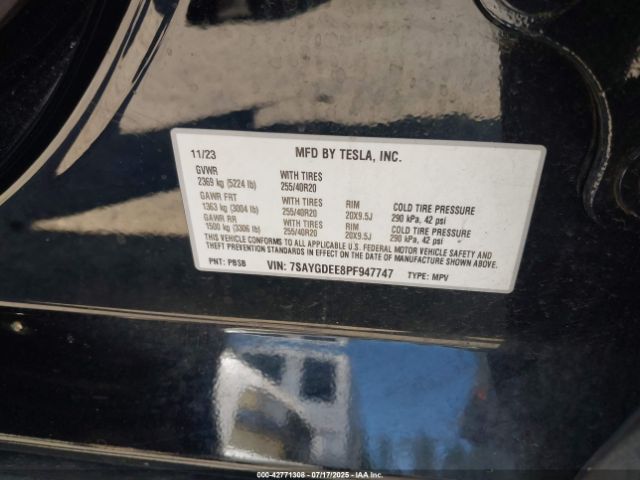 11/23 MFD BY TESLA, INC.
GVWR WITH TIRES
2369 kg (5224 lb) 255/40R20
GAWR FRT WITH TIRES RIM COLD TIRE PRESSURE
1363 kg (3004 lb) 255/40R20 20X9.5J 290 kPa, 42 psi
GAWR RR WITH TIRES RIM COLD TIRE PRESSURE
1500 kg (3306 lb) 255/40R20 20X9.5J 290 kPa, 42 psi
THIS VEHICLE CONFORMS TO ALL APPLICABLE U.S. FEDERAL MOTOR VEHICLE SAFETY AND
THEFT PREVENTION STANDARDS IN EFFECT ON THE DATE OF MANUFACTURE SHOWN ABOVE.
PNT: PBSB VIN: 7SAYGDEE8PF947747 TYPE: MPV
000-42771308 - 07/17/2025 - IAAI.COM